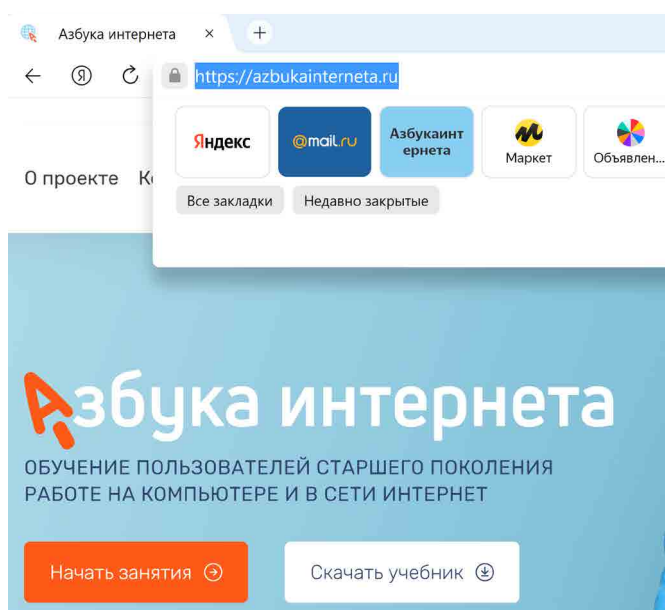 Азбука интернета
https://azbukainterneta.ru
Яндекс
@mail.ru
Азбукаинт
ернета
Маркет
Объявлен...
О проекте
Все закладки
Недавно закрытые
Азбука интернета
ОБУЧЕНИЕ ПОЛЬЗОВАТЕЛЕЙ СТАРШЕГО ПОКОЛЕНИЯ
РАБОТЕ НА КОМПЬЮТЕРЕ И В СЕТИ ИНТЕРНЕТ
Начать занятия
Скачать учебник